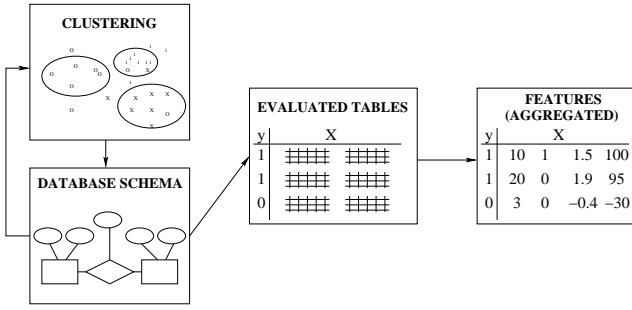 CLUSTERING
DATABASE SCHEMA
EVALUATED TABLES
y X
1
1
0
FEATURES
(AGGREGATED)
y X
1 10 1 1.5 100
1 20 0 1.9 95
0 3 0 −0.4 −30